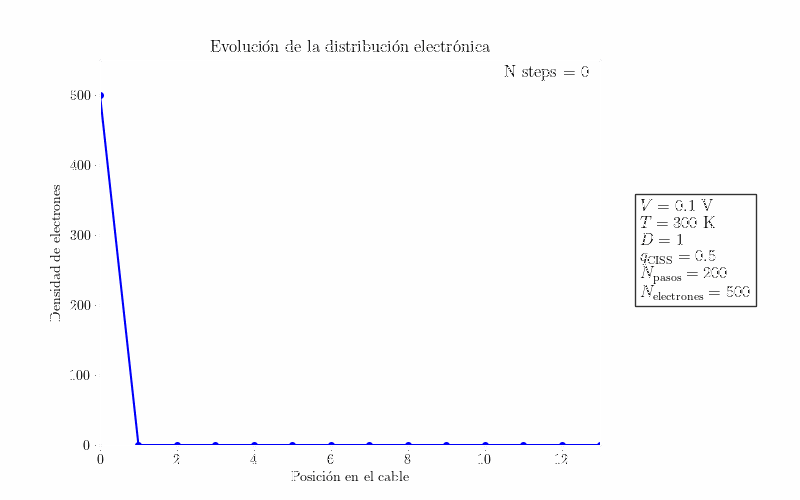 Evolución de la distribución electrónica
N steps = 0
500
400
300
200
100
0
Densidad de electrones
0 2 4 6 8 10 12
Posición en el cable
V = 0.1 V
T = 300 K
D = 1
q_CISS = 0.5
N_pasos = 200
N_electrones = 500